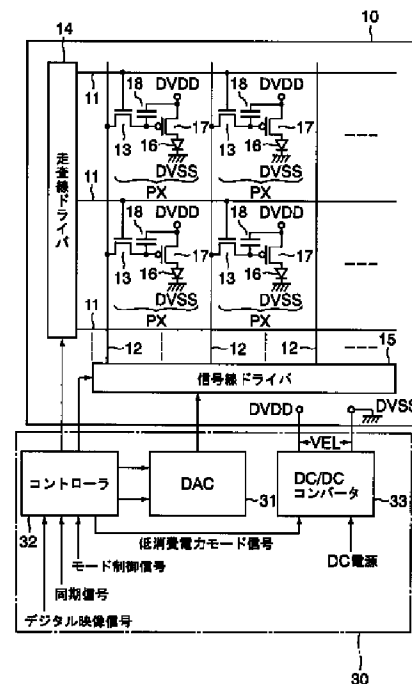 10
14
走査線ドライバ
11
18
DVDD
18
DVDD
13
16
17
13
16
17
DVSS
DVSS
PX
PX
11
18
DVDD
18
DVDD
13
16
17
13
16
17
DVSS
DVSS
PX
PX
11
12
12
12
15
信号線ドライバ
DVDD
DVSS
VEL
コントローラ
DAC
DC/DC
コンバータ
32
31
33
低消費電力モード信号
モード制御信号
DC電源
同期信号
デジタル映像信号
30